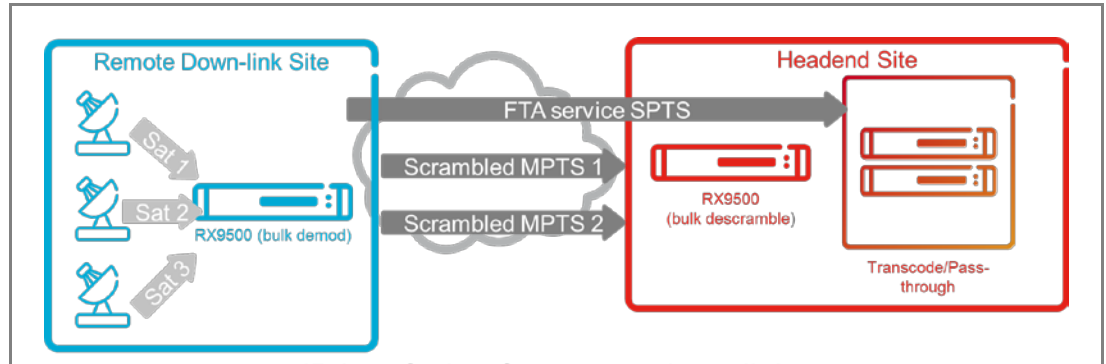 Remote Down-link Site
Headend Site
FTA service SPTS
Sat 1
Scrambled MPTS 1
Sat 2
RX9500 (bulk demod)
RX9500
(bulk descramble)
Scrambled MPTS 2
Sat 3
Transcode/Pass-
through